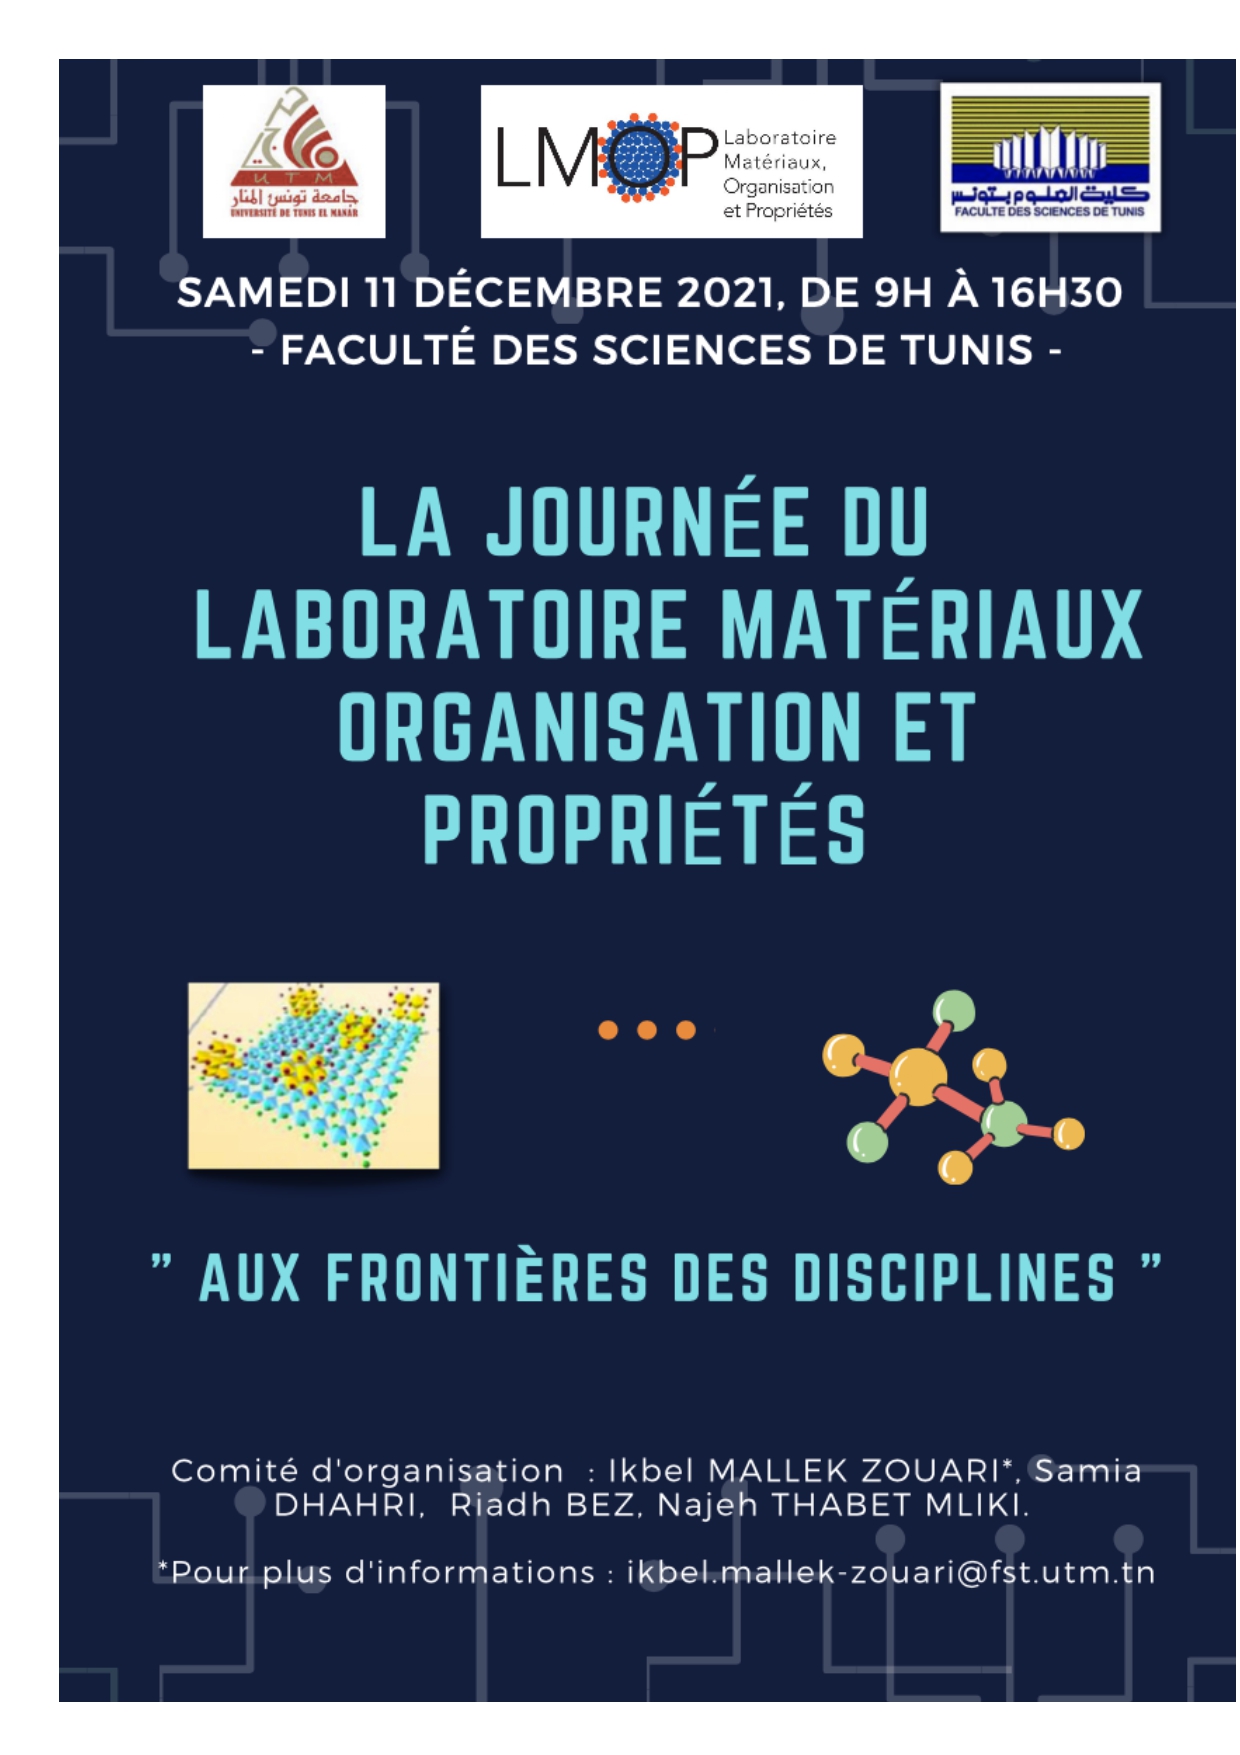 UTM
جامعة تونس المنار
UNIVERSITÉ DE TUNIS EL MANAR
LMOP
Laboratoire
Matériaux,
Organisation
et Propriétés
كلية العلوم بتونس
FACULTE DES SCIENCES DE TUNIS
SAMEDI 11 DÉCEMBRE 2021, DE 9H À 16H30
- FACULTÉ DES SCIENCES DE TUNIS -
LA JOURNÉE DU
LABORATOIRE MATÉRIAUX
ORGANISATION ET
PROPRIÉTÉS
" AUX FRONTIÈRES DES DISCIPLINES "
Comité d'organisation : Ikbel MALLEK ZOUARI*, Samia
DHAHRI, Riadh BEZ, Najeh THABET MLIKI.
*Pour plus d'informations : ikbel.mallek-zouari@fst.utm.tn